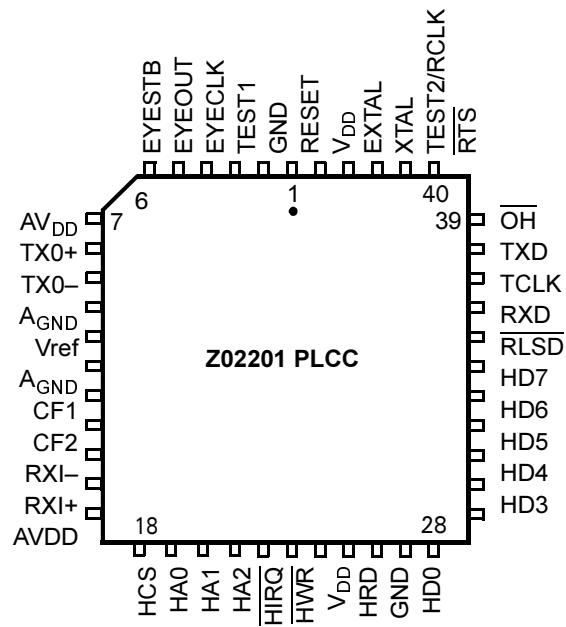 EYESTB
EYEOUT
EYECLK
TEST1
GND
RESET
VDD
EXTAL
XTAL
TEST2/RCLK
RTS
6
1
40
7
39
AVDD
TX0+
TX0–
AGND
Vref
AGND
CF1
CF2
RXI–
RXI+
AVDD
Z02201 PLCC
OH
TXD
TCLK
RXD
RLSD
HD7
HD6
HD5
HD4
HD3
18
28
HCS
HA0
HA1
HA2
HIRQ
HWR
VDD
HRD
GND
HD0